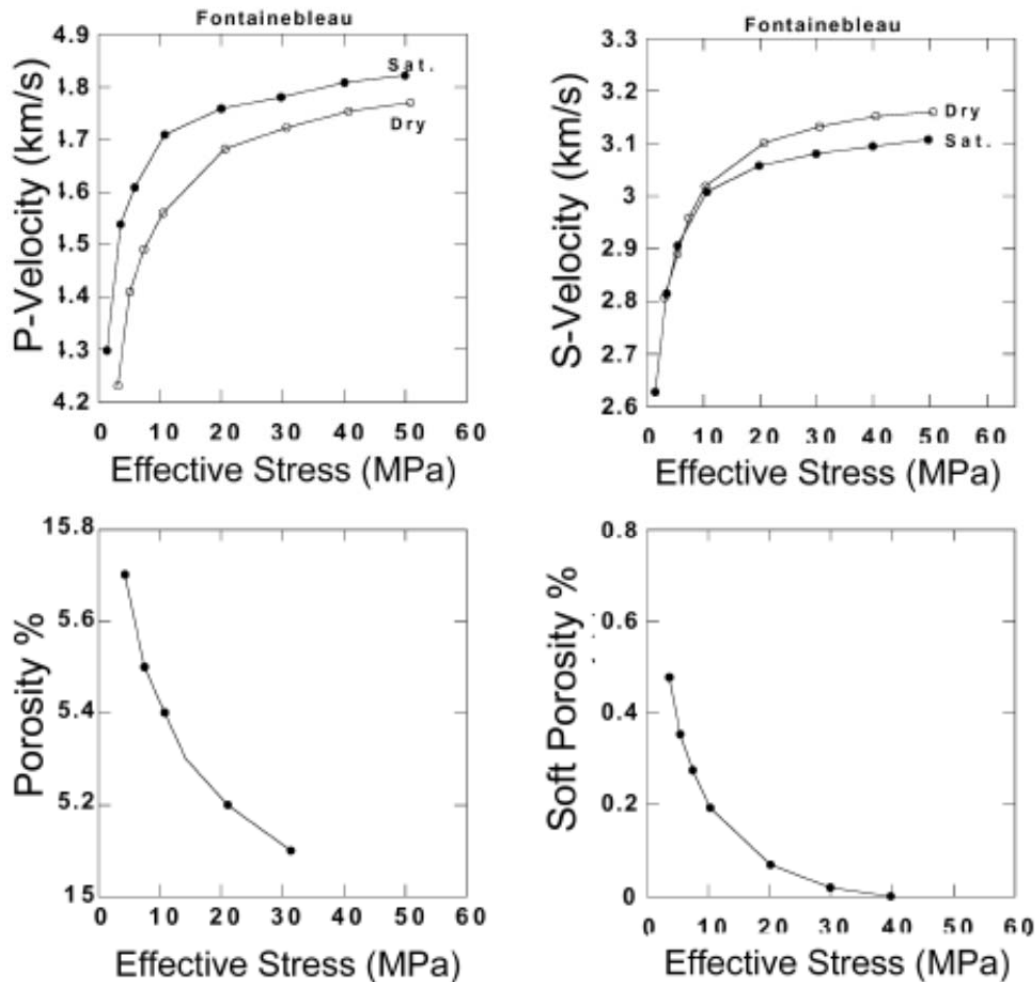 Fontainebleau
P-Velocity (km/s)
4.9
4.8
4.7
4.6
4.5
4.4
4.3
4.2
Sat.
Dry
0 10 20 30 40 50 60
Effective Stress (MPa)
Fontainebleau
S-Velocity (km/s)
3.3
3.2
3.1
3
2.9
2.8
2.7
2.6
Dry
Sat.
0 10 20 30 40 50 60
Effective Stress (MPa)
Porosity %
15.8
5.6
5.4
5.2
15
0 10 20 30 40 50 60
Effective Stress (MPa)
Soft Porosity %
0.8
0.6
0.4
0.2
0
0 10 20 30 40 50 60
Effective Stress (MPa)